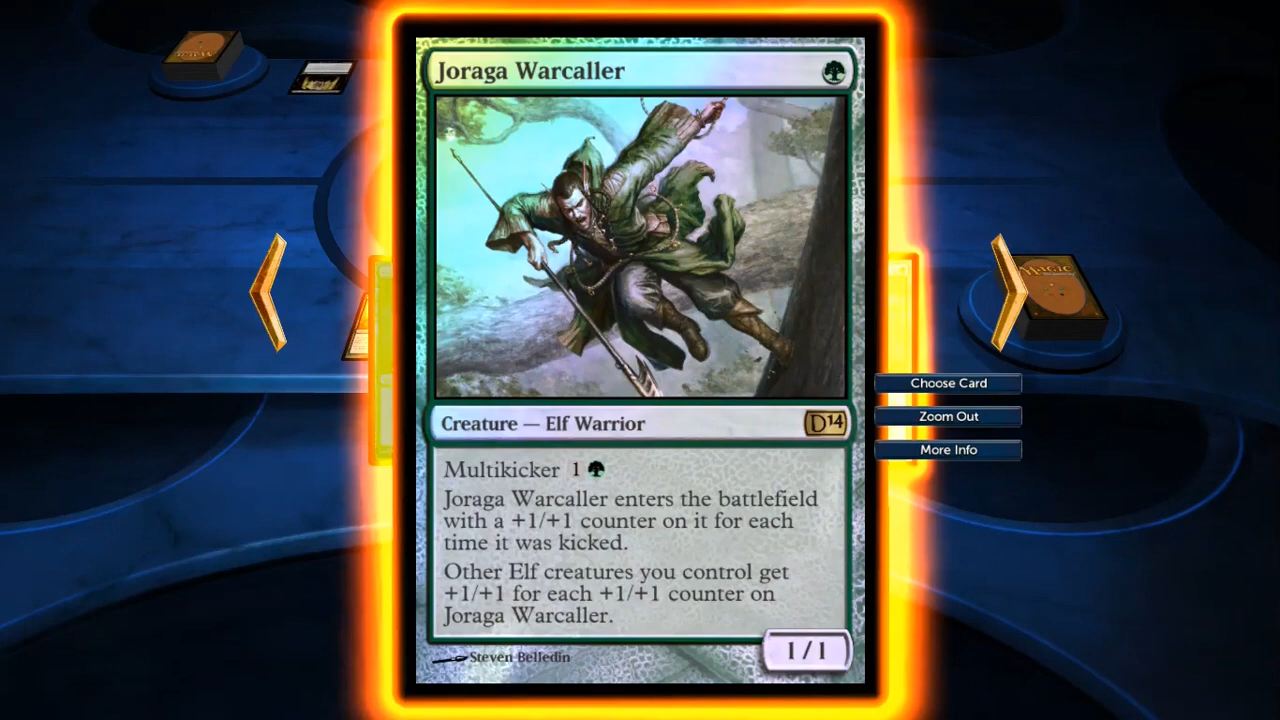 Joraga Warcaller
Magic
Choose Card
Zoom Out
Creature — Elf Warrior
D14
More Info
Multikicker 1
Joraga Warcaller enters the battlefield
with a +1/+1 counter on it for each
time it was kicked.
Other Elf creatures you control get
+1/+1 for each +1/+1 counter on
Joraga Warcaller.
1/1
Steven Belledin